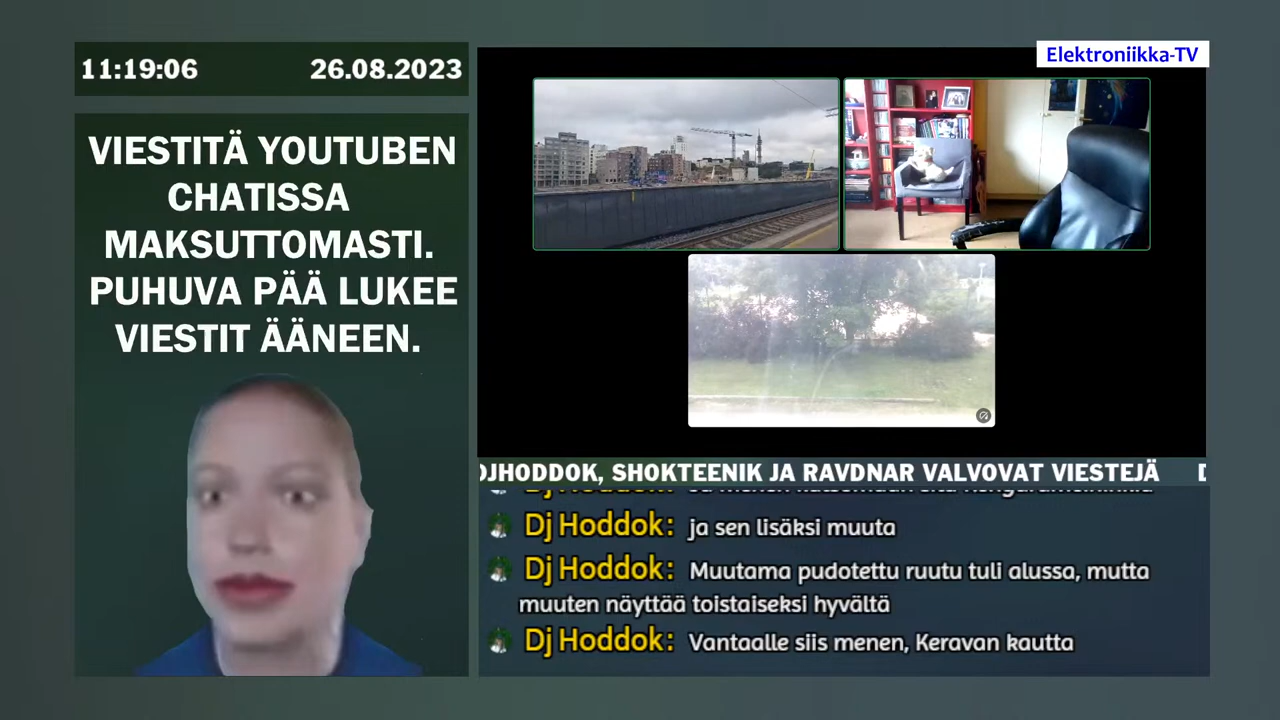 11:19:06 26.08.2023
VIESTITÄ YOUTUBEN
CHATISSA
MAKSUTTOMASTI.
PUHUVA PÄÄ LUKEE
VIESTIT ÄÄNEEN.
Elektroniikka-TV
DJHODDOK, SHOKTEENIK JA RAVDNAR VALVOVAT VIESTEJÄ
Dj Hoddok:
Dj Hoddok: ja sen lisäksi muuta
Dj Hoddok: Muutama pudotettu ruutu tuli alussa, mutta
muuten näyttää toistaiseksi hyvältä
Dj Hoddok: Vantaalle siis menen, Keravan kautta